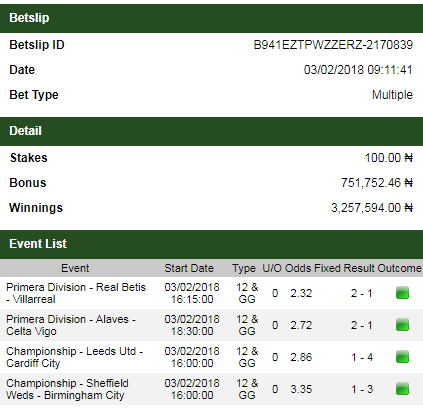 Betslip
Betslip ID B941EZTPWZZERZ-2170839
Date 03/02/2018 09:11:41
Bet Type Multiple
Detail
Stakes 100.00 ₦
Bonus 751,752.46 ₦
Winnings 3,257,594.00 ₦
Event List
Event Start Date Type U/O Odds Fixed Result Outcome
Primera Division - Real Betis 03/02/2018 12 &
- Villarreal 16:15:00 GG 0 2.32 2 - 1
Primera Division - Alaves - 03/02/2018 12 &
Celta Vigo 18:30:00 GG 0 2.72 2 - 1
Championship - Leeds Utd - 03/02/2018 12 &
Cardiff City 16:00:00 GG 0 2.86 1 - 4
Championship - Sheffield 03/02/2018 12 &
Weds - Birmingham City 16:00:00 GG 0 3.35 1 - 3